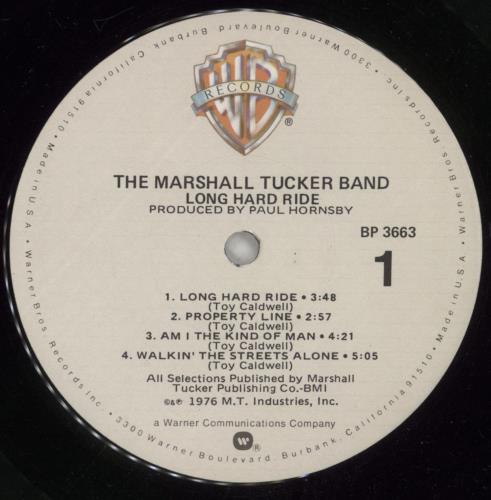 WB
RECORDS
®
THE MARSHALL TUCKER BAND
LONG HARD RIDE
PRODUCED BY PAUL HORNSBY
BP 3663
1
1. LONG HARD RIDE • 3:48
(Toy Caldwell)
2. PROPERTY LINE • 2:57
(Toy Caldwell)
3. AM I THE KIND OF MAN • 4:21
(Toy Caldwell)
4. WALKIN' THE STREETS ALONE • 5:05
(Toy Caldwell)
All Selections Published by Marshall
Tucker Publishing Co.-BMI
©&℗ 1976 M.T. Industries, Inc.
a Warner Communications Company
W ®
Warner Bros. Records Inc. • 3300 Warner Boulevard, Burbank, California 91510 • Made in U.S.A. • Warner Bros. Records Inc. • 3300 Warner Boulevard, Burbank, California 91510 • Made in U.S.A. •